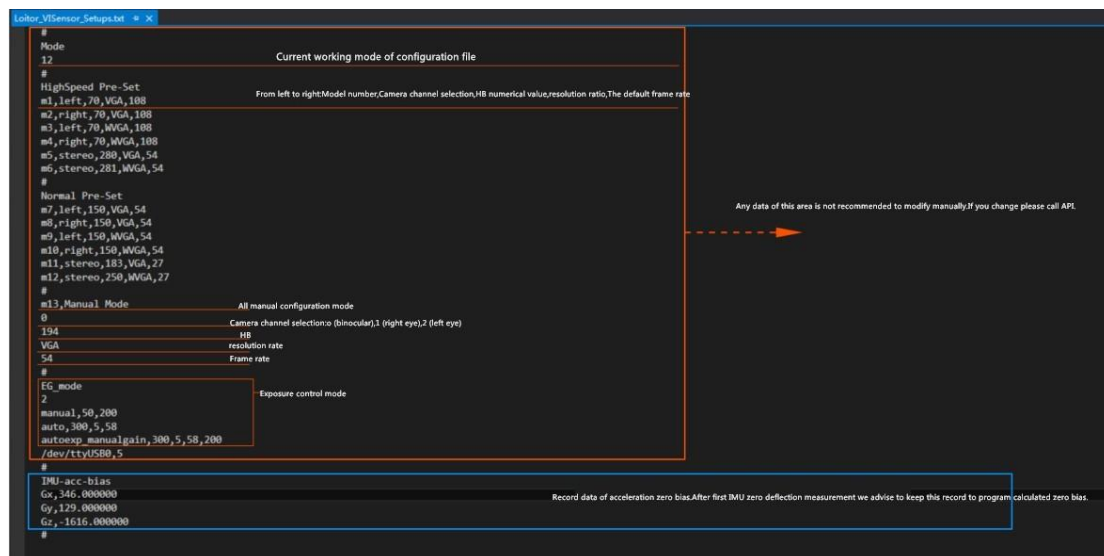 Loitor_VISensor_Setups.txt
#
Mode
12
Current working mode of configuration file
#
HighSpeed Pre-Set
m1,left,70,VGA,108
From left to right:Model number,Camera channel selection,HB numerical value,resolution ratio,The default frame rate
m2,right,70,VGA,108
m3,left,70,WVGA,108
m4,right,70,WVGA,108
m5,stereo,280,VGA,54
m6,stereo,281,WVGA,54
#
Normal Pre-Set
m7,left,150,VGA,54
Any data of this area is not recommended to modify manually.If you change please call API.
m8,right,150,VGA,54
m9,left,150,WVGA,54
m10,right,150,WVGA,54
m11,stereo,183,VGA,27
m12,stereo,250,WVGA,27
#
m13,Manual Mode
All manual configuration mode
0
Camera channel selection:o (binocular),1 (right eye),2 (left eye)
194
HB
VGA
resolution rate
54
Frame rate
#
EG_mode
Exposure control mode
2
manual,50,200
auto,300,5,58
autoexp_manualgain,300,5,58,200
/dev/ttyUSB0,5
#
IMU-acc-bias
Gx,346.000000
Record data of acceleration zero bias.After first IMU zero deflection measurement we advise to keep this record to program calculated zero bias.
Gy,129.000000
Gz,-1616.000000
#